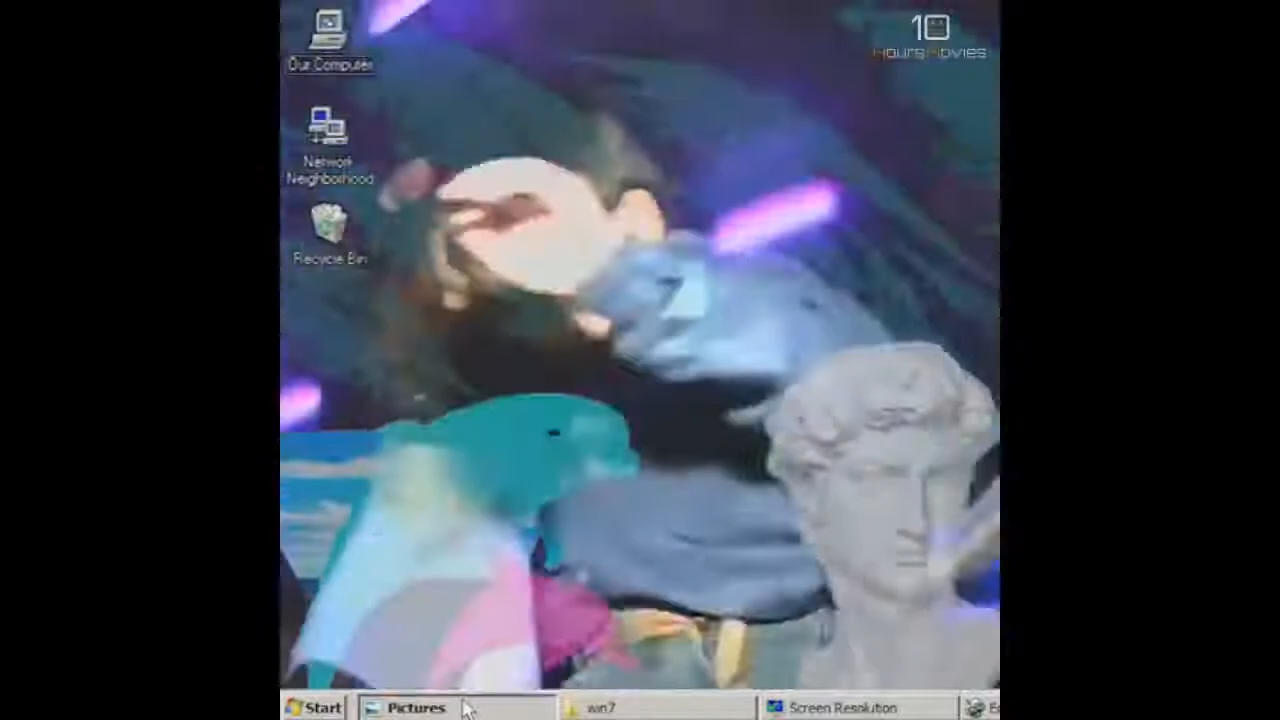 10
HoursMovies
Our Computer
Network
Neighborhood
Recycle Bin
Start
Pictures
win7
Screen Resolution